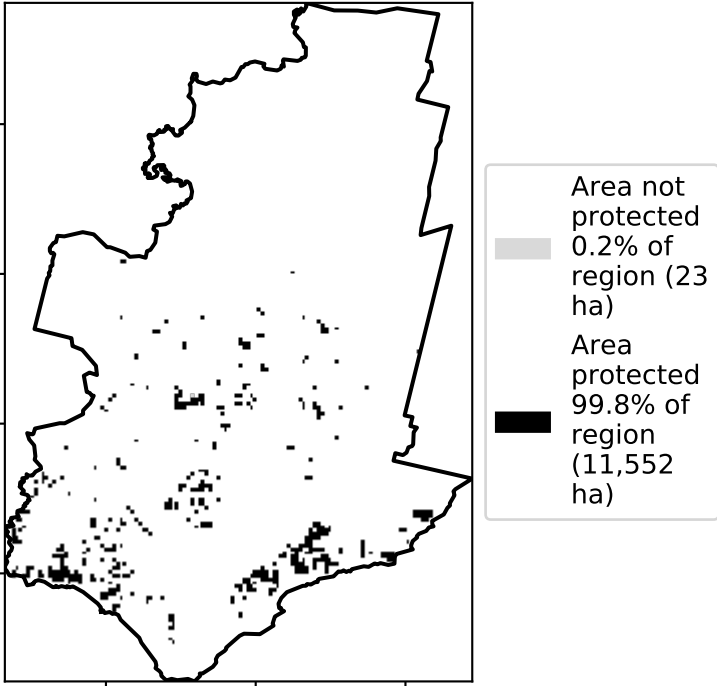 Area not
protected
0.2% of
region (23
ha)
Area
protected
99.8% of
region
(11,552
ha)